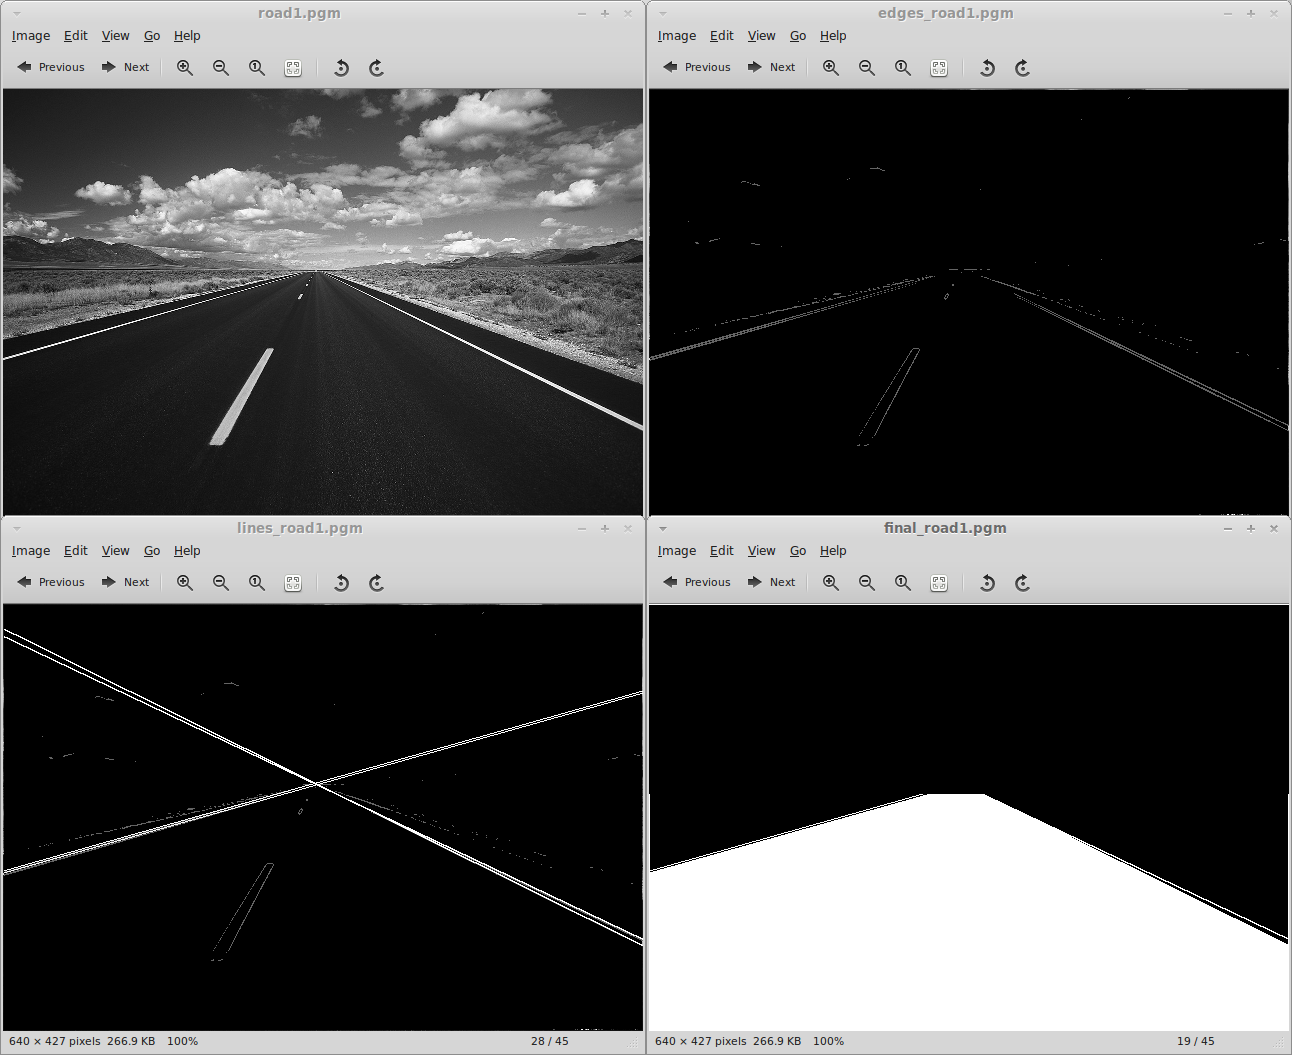 road1.pgm
Image Edit View Go Help
Previous Next
edges_road1.pgm
Image Edit View Go Help
Previous Next
lines_road1.pgm
Image Edit View Go Help
Previous Next
640 × 427 pixels 266.9 KB 100% 28 / 45
final_road1.pgm
Image Edit View Go Help
Previous Next
640 × 427 pixels 266.9 KB 100% 19 / 45